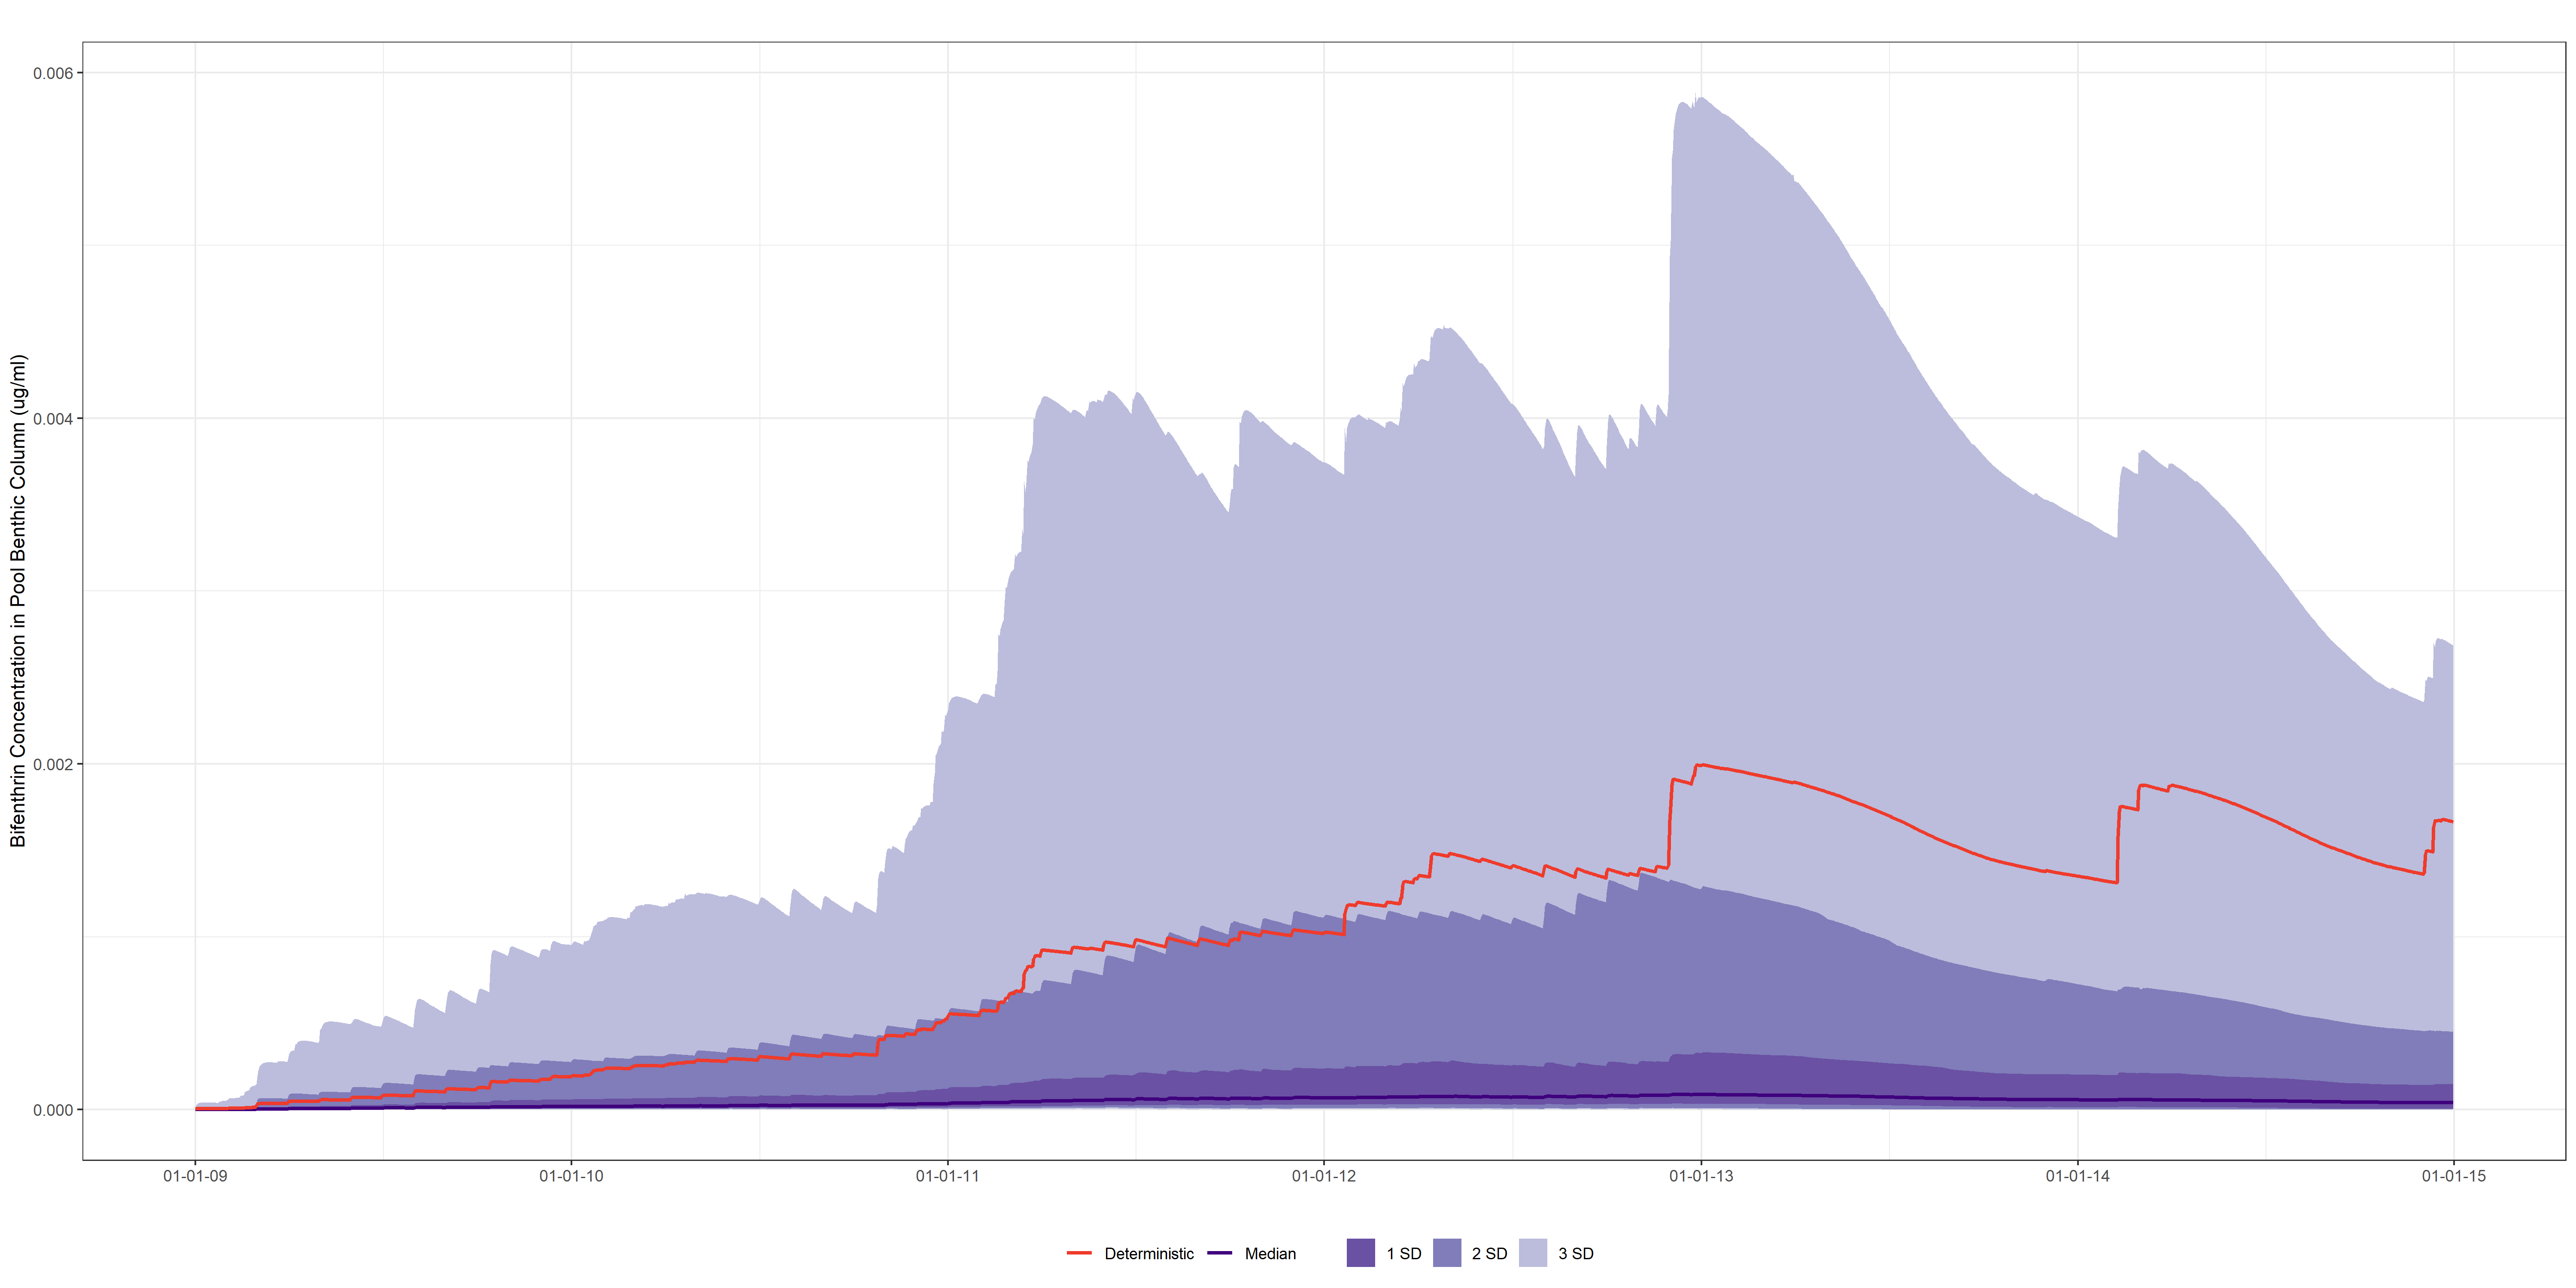 Bifenthrin Concentration in Pool Benthic Column (ug/ml)
0.006
0.004
0.002
0.000
01-01-09 01-01-10 01-01-11 01-01-12 01-01-13 01-01-14 01-01-15
Deterministic Median 1 SD 2 SD 3 SD